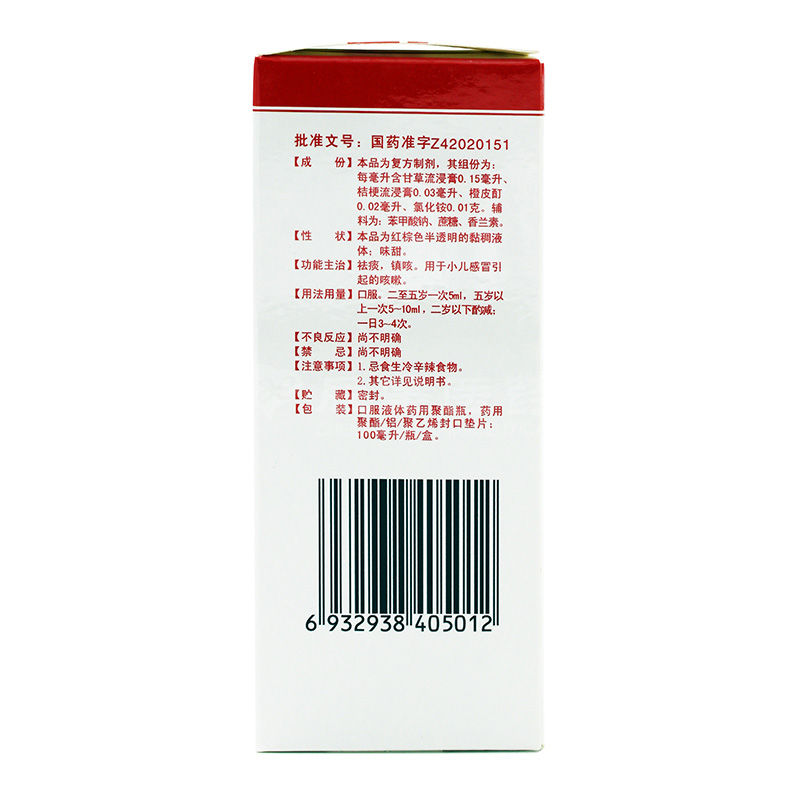 批准文号：国药准字Z42020151
【成　份】本品为复方制剂，其组份为：
每毫升含甘草流浸膏0.15毫升、
桔梗流浸膏0.03毫升、橙皮酊
0.02毫升、氯化铵0.01克。辅
料为：苯甲酸钠、蔗糖、香兰素。
【性　状】本品为红棕色半透明的黏稠液
体；味甜。
【功能主治】祛痰，镇咳。用于小儿感冒引
起的咳嗽。
【用法用量】口服。二至五岁一次5ml，五岁以
上一次5~10ml，二岁以下酌减；
一日3~4次。
【不良反应】尚不明确
【禁　忌】尚不明确
【注意事项】1.忌食生冷辛辣食物。
2.其它详见说明书。
【贮　藏】密封。
【包　装】口服液体药用聚酯瓶，药用
聚酯/铝/聚乙烯封口垫片；
100毫升/瓶/盒。
6 932938 405012